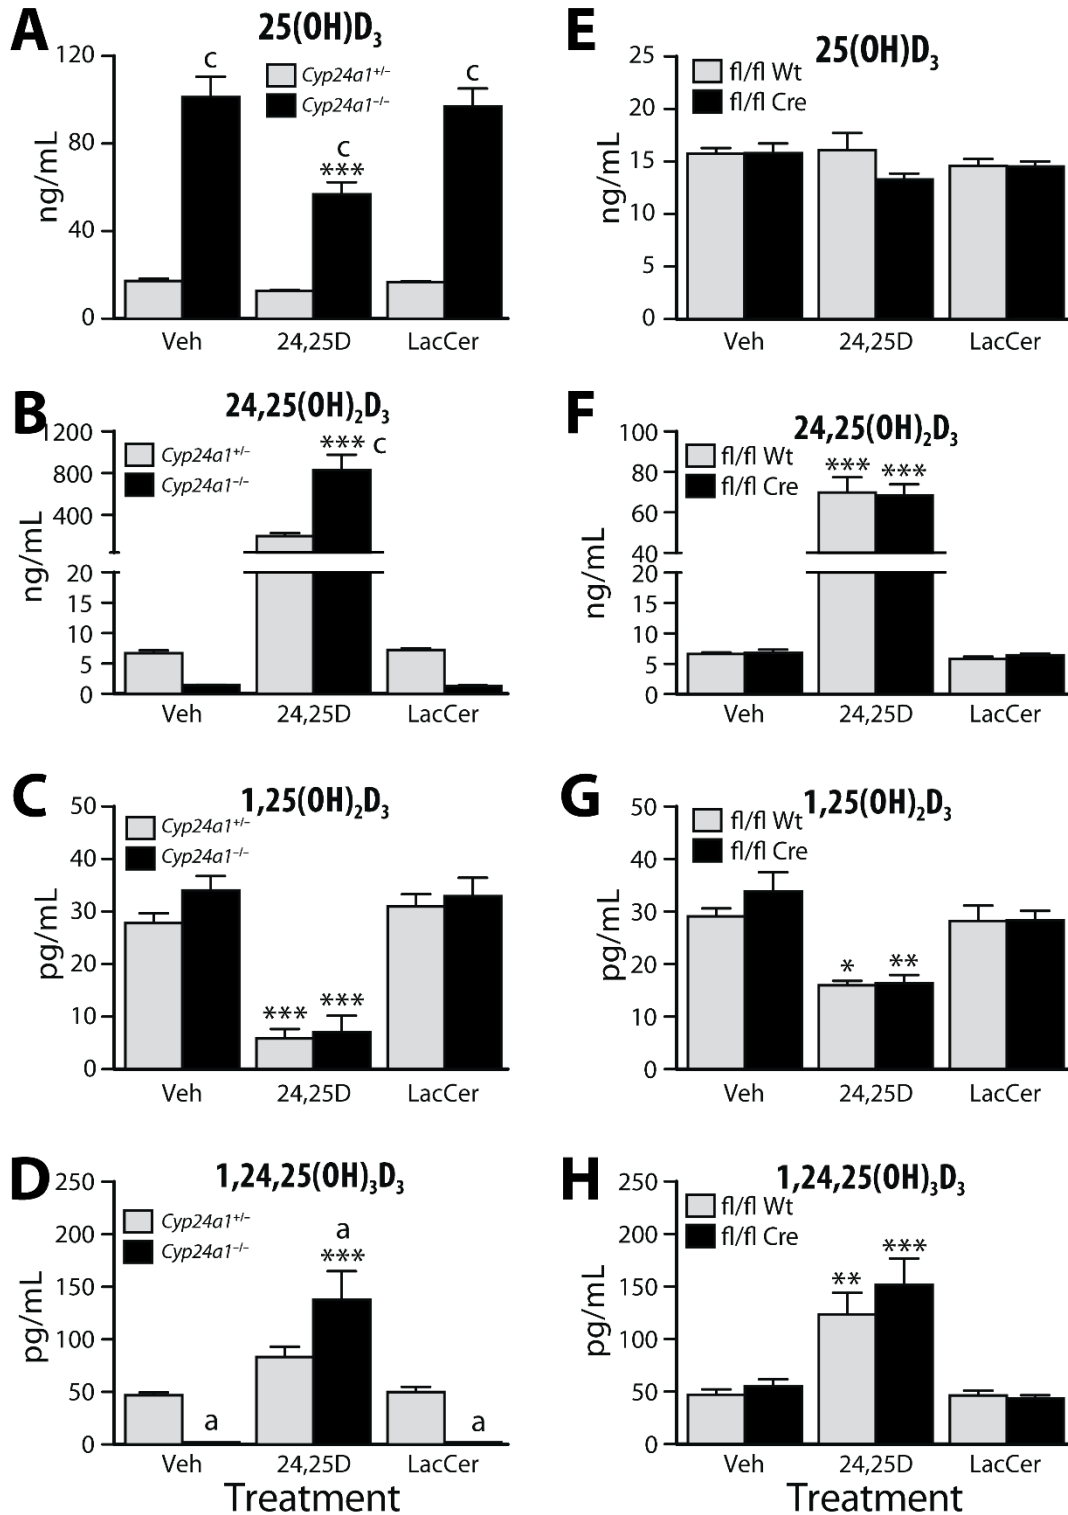 A
25(OH)D₃
120
80
40
0
ng/mL
Cyp24a1⁺/⁻
Cyp24a1⁻/⁻
c
c
***
c
Veh 24,25D LacCer
B
24,25(OH)₂D₃
1200
800
400
20
15
10
5
0
ng/mL
Cyp24a1⁺/⁻
Cyp24a1⁻/⁻
*** c
Veh 24,25D LacCer
C
1,25(OH)₂D₃
50
40
30
20
10
0
pg/mL
Cyp24a1⁺/⁻
Cyp24a1⁻/⁻
*** ***
Veh 24,25D LacCer
D
1,24,25(OH)₃D₃
250
200
150
100
50
0
pg/mL
Cyp24a1⁺/⁻
Cyp24a1⁻/⁻
a
a
***
a
Veh 24,25D LacCer
Treatment
E
25(OH)D₃
25
20
15
10
5
0
ng/mL
fl/fl Wt
fl/fl Cre
Veh 24,25D LacCer
F
24,25(OH)₂D₃
100
80
60
40
20
15
10
5
0
ng/mL
fl/fl Wt
fl/fl Cre
*** ***
Veh 24,25D LacCer
G
1,25(OH)₂D₃
50
40
30
20
10
0
pg/mL
fl/fl Wt
fl/fl Cre
* **
Veh 24,25D LacCer
H
1,24,25(OH)₃D₃
250
200
150
100
50
0
pg/mL
fl/fl Wt
fl/fl Cre
** ***
Veh 24,25D LacCer
Treatment